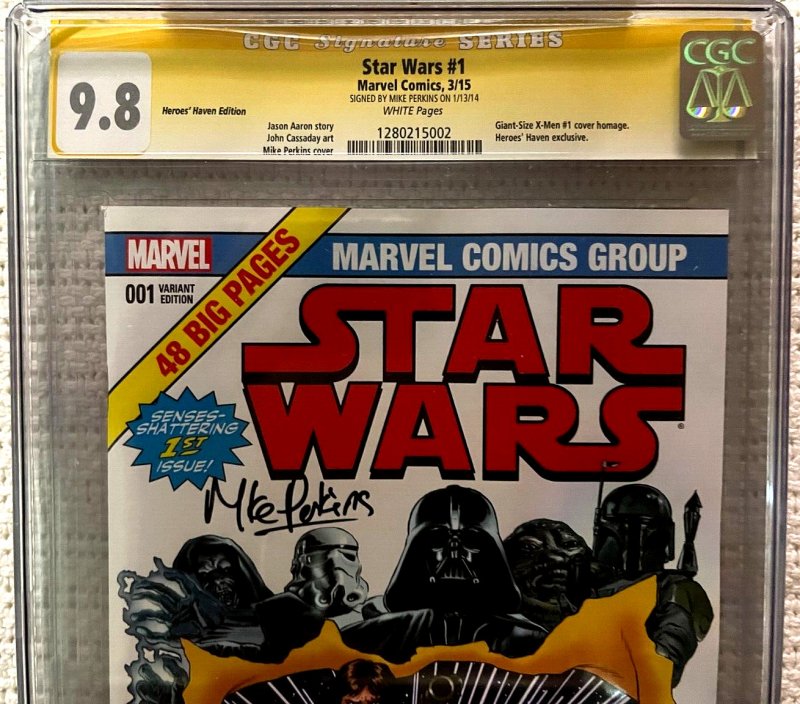 CGC Signature SERIES
9.8
Heroes' Haven Edition
Star Wars #1
Marvel Comics, 3/15
SIGNED BY MIKE PERKINS ON 1/13/14
WHITE Pages
Jason Aaron story
John Cassaday art
Mike Perkins cover
1280215002
Giant-Size X-Men #1 cover homage.
Heroes' Haven exclusive.
CGC
MARVEL
MARVEL COMICS GROUP
001 VARIANT EDITION
48 BIG PAGES
STAR
WARS
®
SENSES-
SHATTERING
1ST
ISSUE!
Mike Perkins